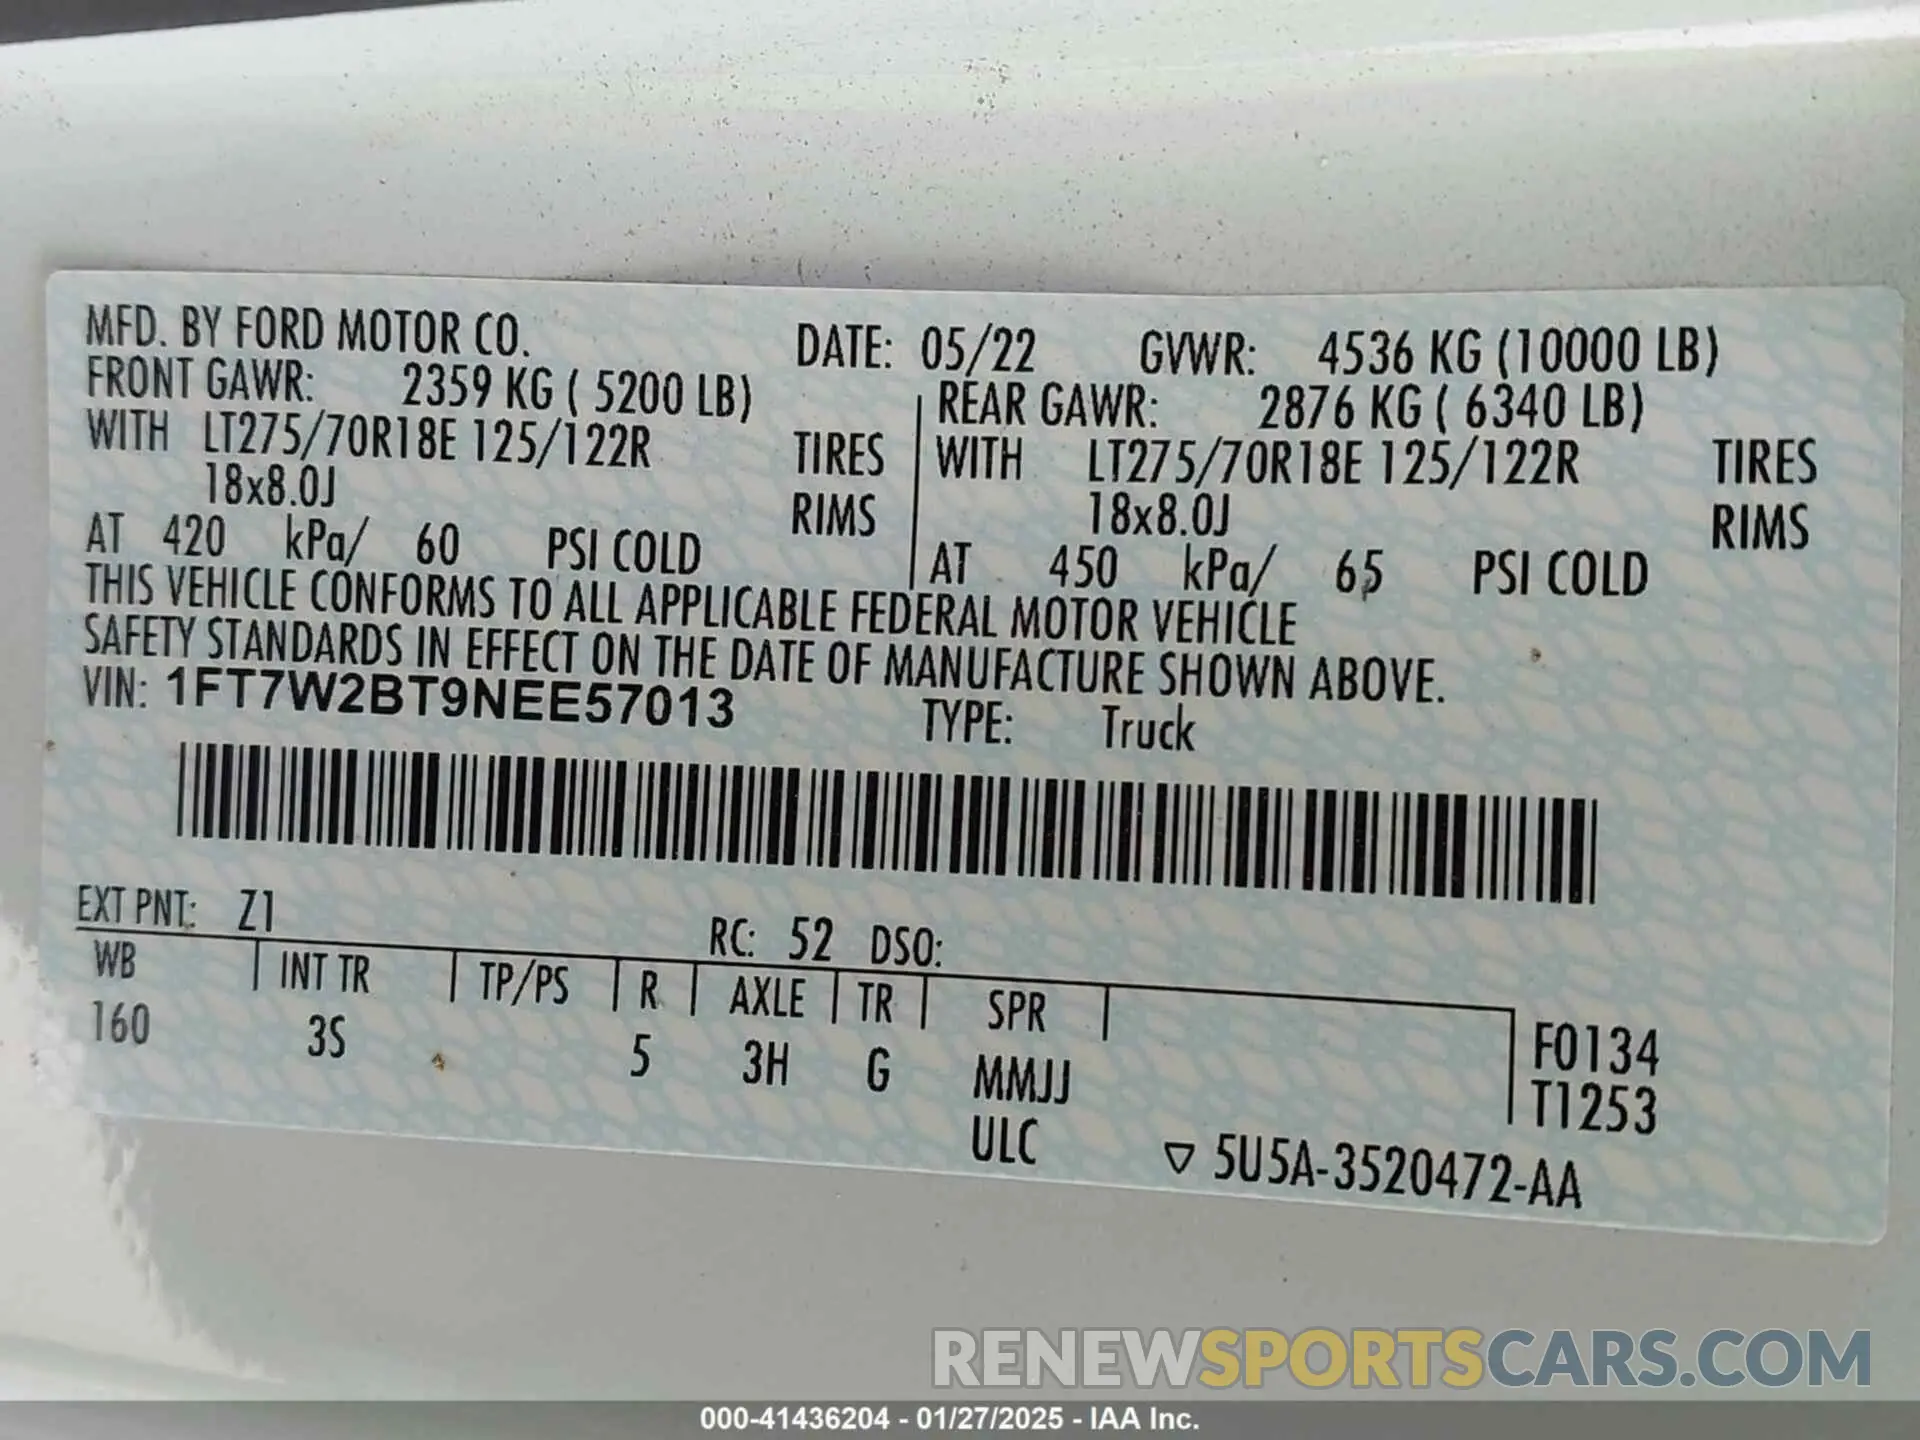 MFD. BY FORD MOTOR CO. DATE: 05/22 GVWR: 4536 KG (10000 LB)
FRONT GAWR: 2359 KG ( 5200 LB) REAR GAWR: 2876 KG ( 6340 LB)
WITH LT275/70R18E 125/122R TIRES WITH LT275/70R18E 125/122R TIRES
18x8.0J RIMS 18x8.0J RIMS
AT 420 kPa/ 60 PSI COLD AT 450 kPa/ 65 PSI COLD
THIS VEHICLE CONFORMS TO ALL APPLICABLE FEDERAL MOTOR VEHICLE
SAFETY STANDARDS IN EFFECT ON THE DATE OF MANUFACTURE SHOWN ABOVE.
VIN: 1FT7W2BT9NEE57013 TYPE: Truck
EXT PNT: Z1 RC: 52 DSO:
WB INT TR TP/PS R AXLE TR SPR
160 3S 5 3H G MMJJ F0134
T1253
ULC ▽ 5U5A-3520472-AA
RENEWSPORTSCARS.COM
000-41436204 - 01/27/2025 - IAA Inc.